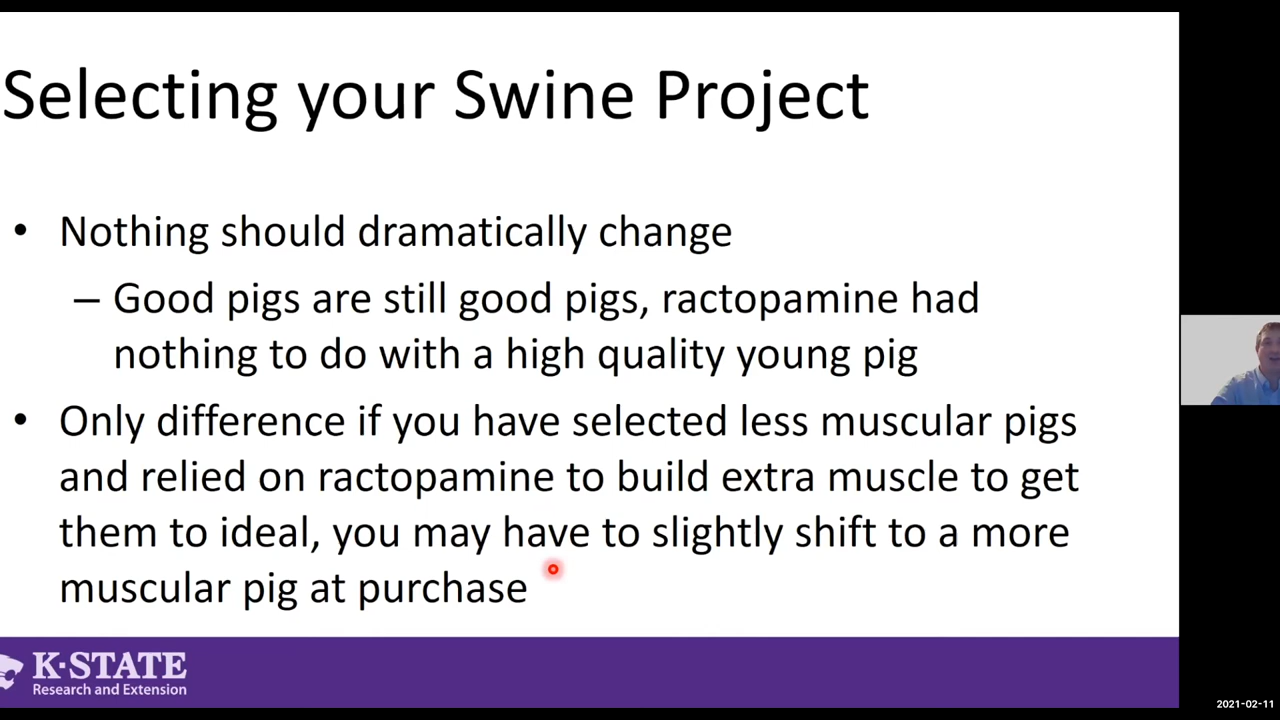 Selecting your Swine Project
• Nothing should dramatically change
– Good pigs are still good pigs, ractopamine had
nothing to do with a high quality young pig
• Only difference if you have selected less muscular pigs
and relied on ractopamine to build extra muscle to get
them to ideal, you may have to slightly shift to a more
muscular pig at purchase
K-STATE
Research and Extension
2021-02-11